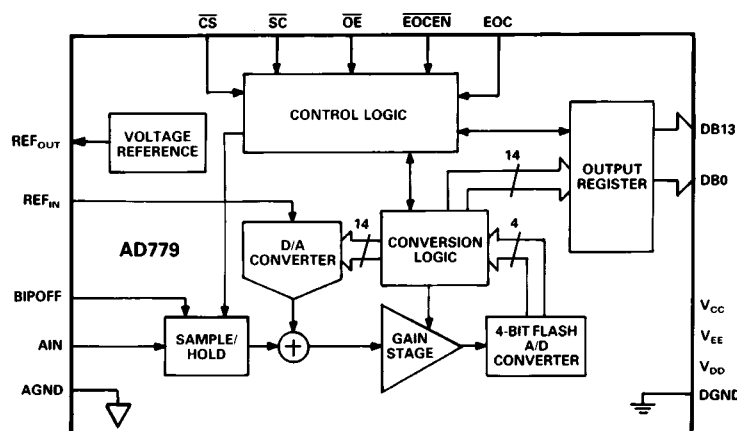 CS SC OE EOCEN EOC
CONTROL LOGIC
REFOUT
VOLTAGE
REFERENCE
OUTPUT
REGISTER
DB13
DB0
14
REFIN
AD779
D/A
CONVERTER
14
CONVERSION
LOGIC
4
BIPOFF
AIN
SAMPLE/
HOLD
+
GAIN
STAGE
4-BIT FLASH
A/D
CONVERTER
VCC
VEE
VDD
AGND
DGND